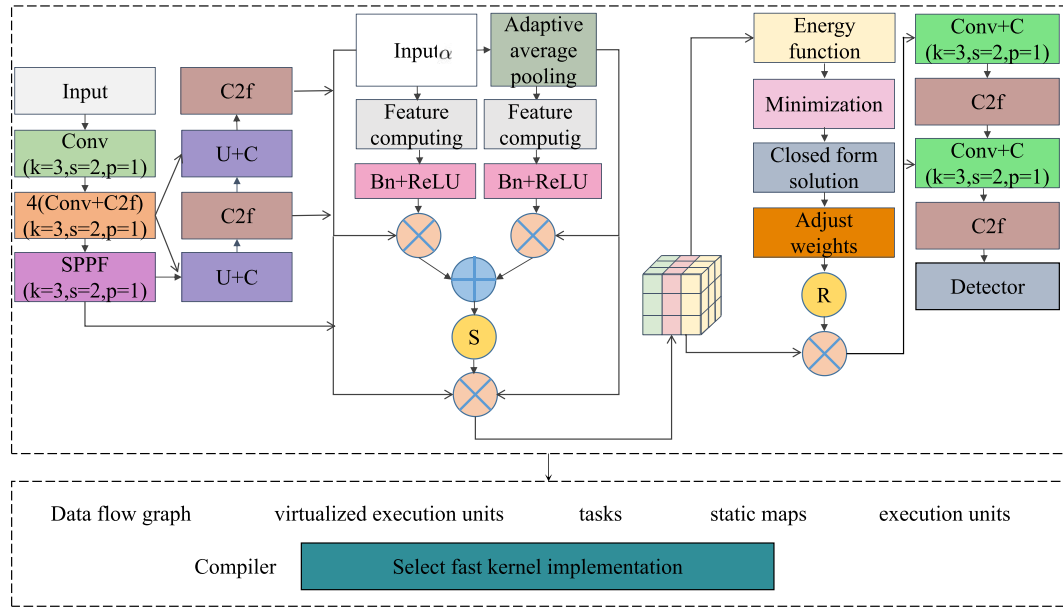 Input
Conv
(k=3,s=2,p=1)
4(Conv+C2f)
(k=3,s=2,p=1)
SPPF
(k=3,s=2,p=1)
C2f
U+C
C2f
U+C
Inputα
Adaptive
average
pooling
Feature
computing
Feature
computig
Bn+ReLU
Bn+ReLU
S
Energy
function
Minimization
Closed form
solution
Adjust
weights
R
Conv+C
(k=3,s=2,p=1)
C2f
Conv+C
(k=3,s=2,p=1)
C2f
Detector
Data flow graph
virtualized execution units
tasks
static maps
execution units
Compiler
Select fast kernel implementation